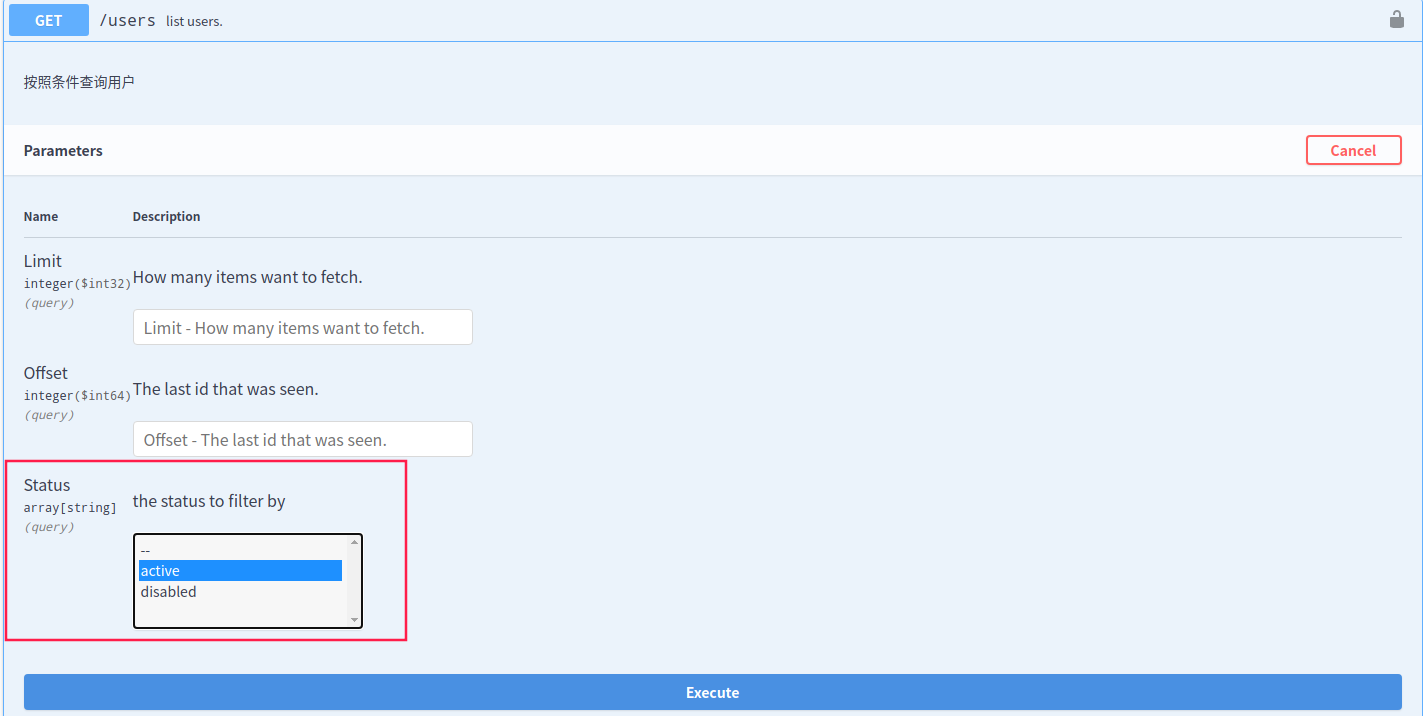 GET /users list users.
按照条件查询用户
Parameters Cancel
Name Description
Limit
integer($int32)
(query)
How many items want to fetch.
Limit - How many items want to fetch.
Offset
integer($int64)
(query)
The last id that was seen.
Offset - The last id that was seen.
Status
array[string]
(query)
the status to filter by
--
active
disabled
Execute